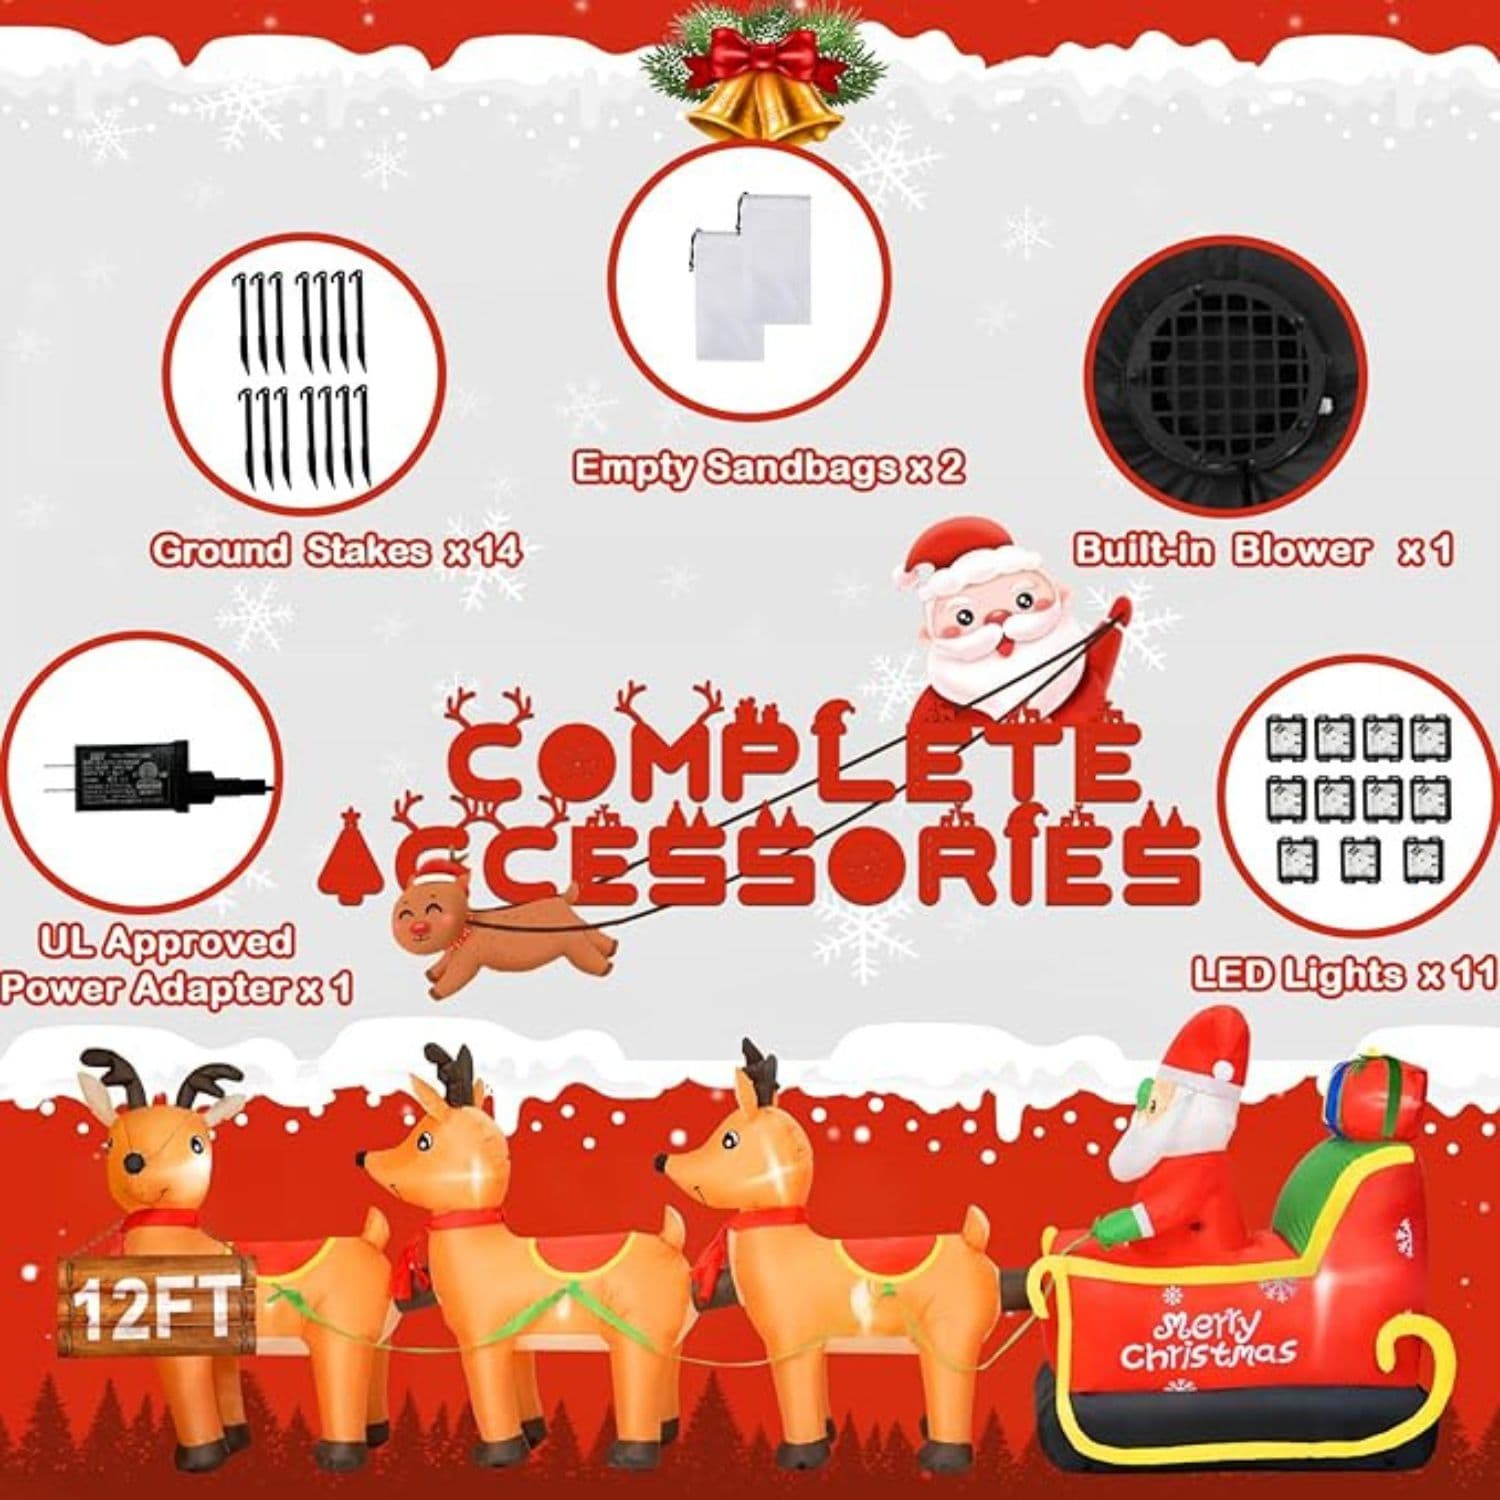 Empty Sandbags x 2
Ground Stakes x 14
Built-in Blower x 1
COMPLETE
ACCESSORIES
UL Approved
Power Adapter x 1
LED Lights x 11
12FT
Merry
Christmas